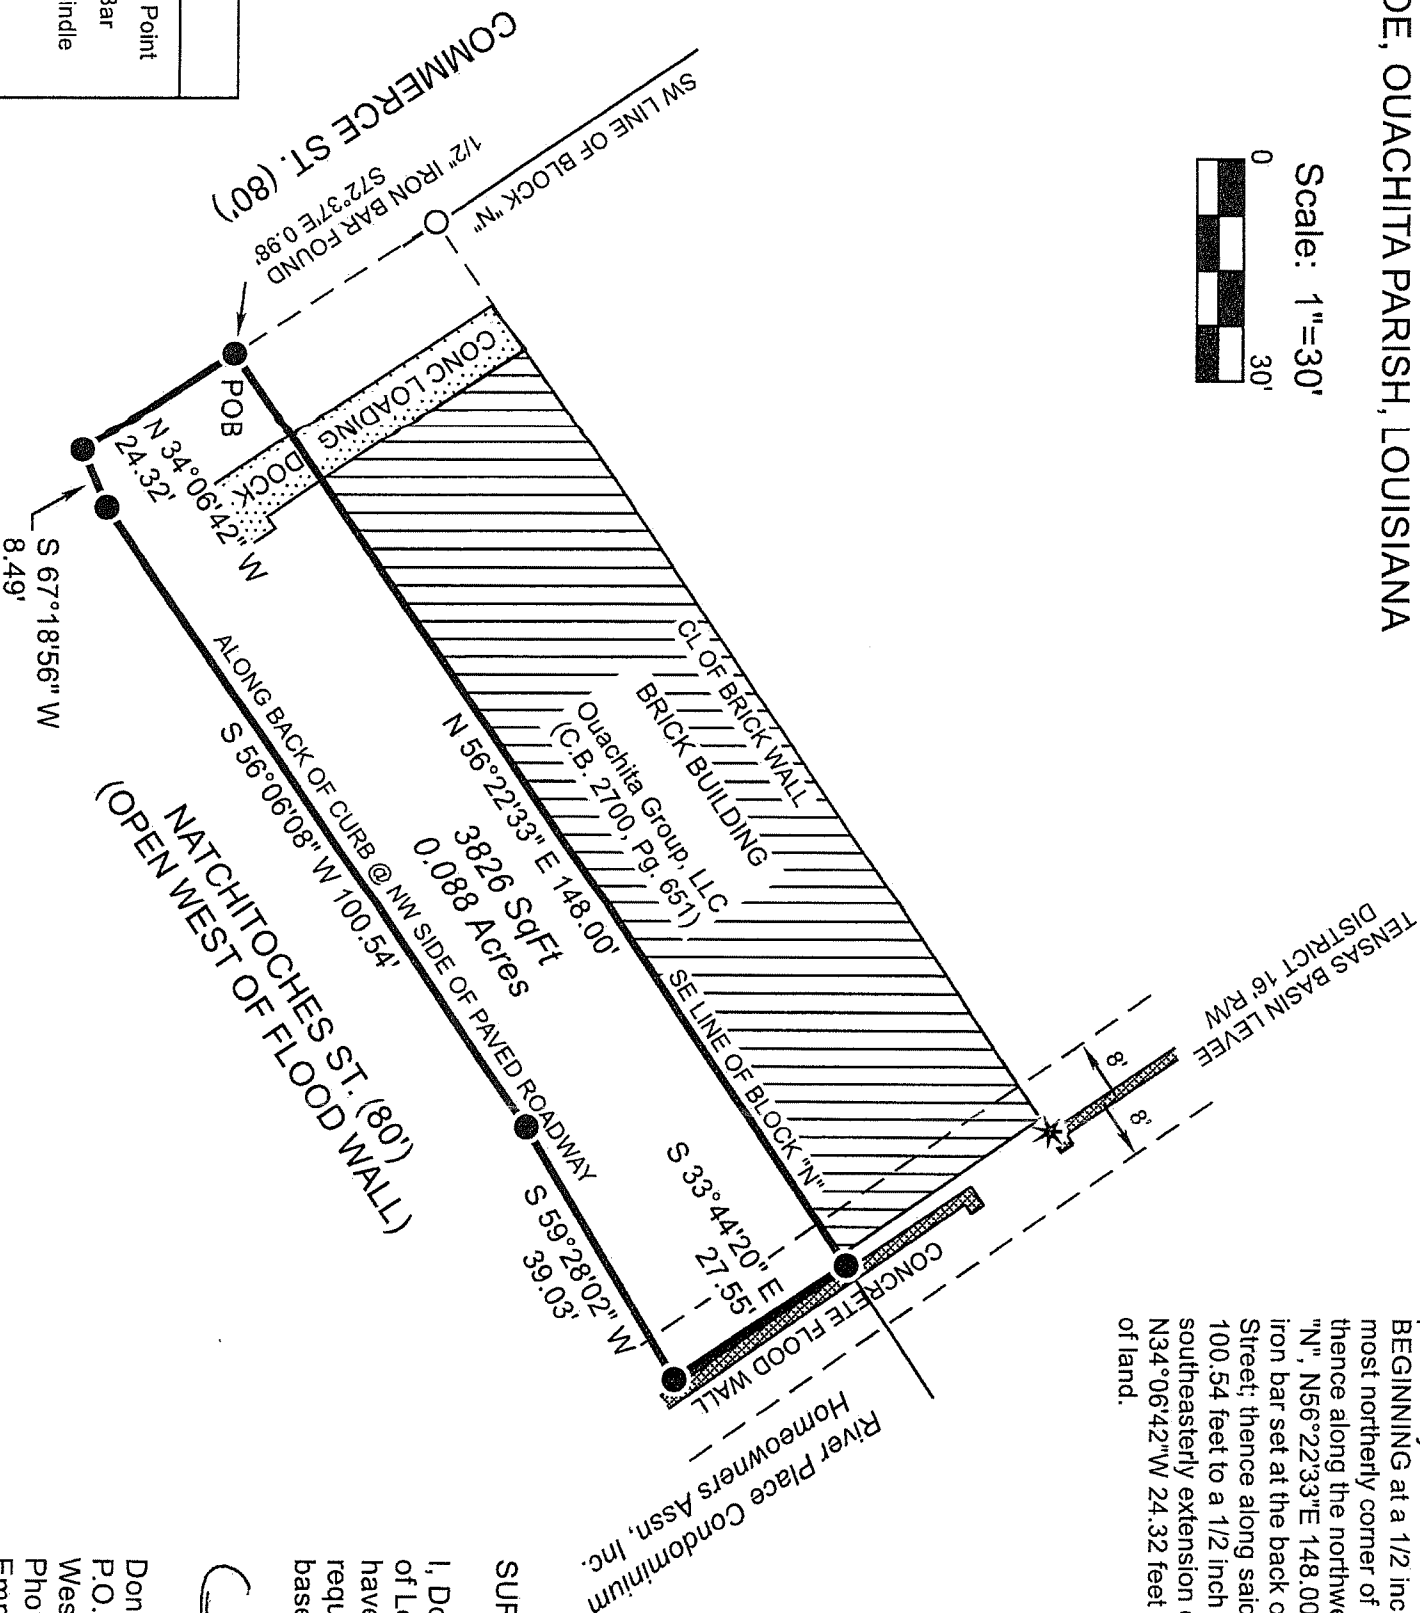 DE, OUACHITA PARISH, LOUISIANA
Scale: 1"=30'
0
30'
Point
Bar
indle
COMMERCE ST. (80')
SW LINE OF BLOCK "N"
1/2" IRON BAR FOUND
S72°37'E 0.98'
POB
CONC LOADING DOCK
N 34°06'42" W
24.32'
S 67°18'56" W
8.49'
CL OF BRICK WALL
BRICK BUILDING
Ouachita Group, LLC
(C.B. 2700, Pg. 651)
N 56°22'33" E 148.00'
SE LINE OF BLOCK "N"
3826 SqFt
0.088 Acres
ALONG BACK OF CURB @ NW SIDE OF PAVED ROADWAY
S 56°06'08" W 100.54'
NATCHITOCHES ST. (80')
(OPEN WEST OF FLOOD WALL)
S 33°44'20" E
27.55'
S 59°28'02" W
39.03'
CONCRETE FLOOD WALL
TENSAS BASIN LEVEE
DISTRICT 16' R/W
8'
8'
River Place Condominium
Homeowners Assn, Inc.
BEGINNING at a 1/2 inc
most northerly corner of
thence along the northwe
"N", N56°22'33"E 148.00
iron bar set at the back o
Street; thence along said
100.54 feet to a 1/2 inch
southeasterly extension
N34°06'42"W 24.32 feet
of land.
SUR
I, Do
of Lo
have
requ
base
Don
P.O.
Wes
Pho
Ema